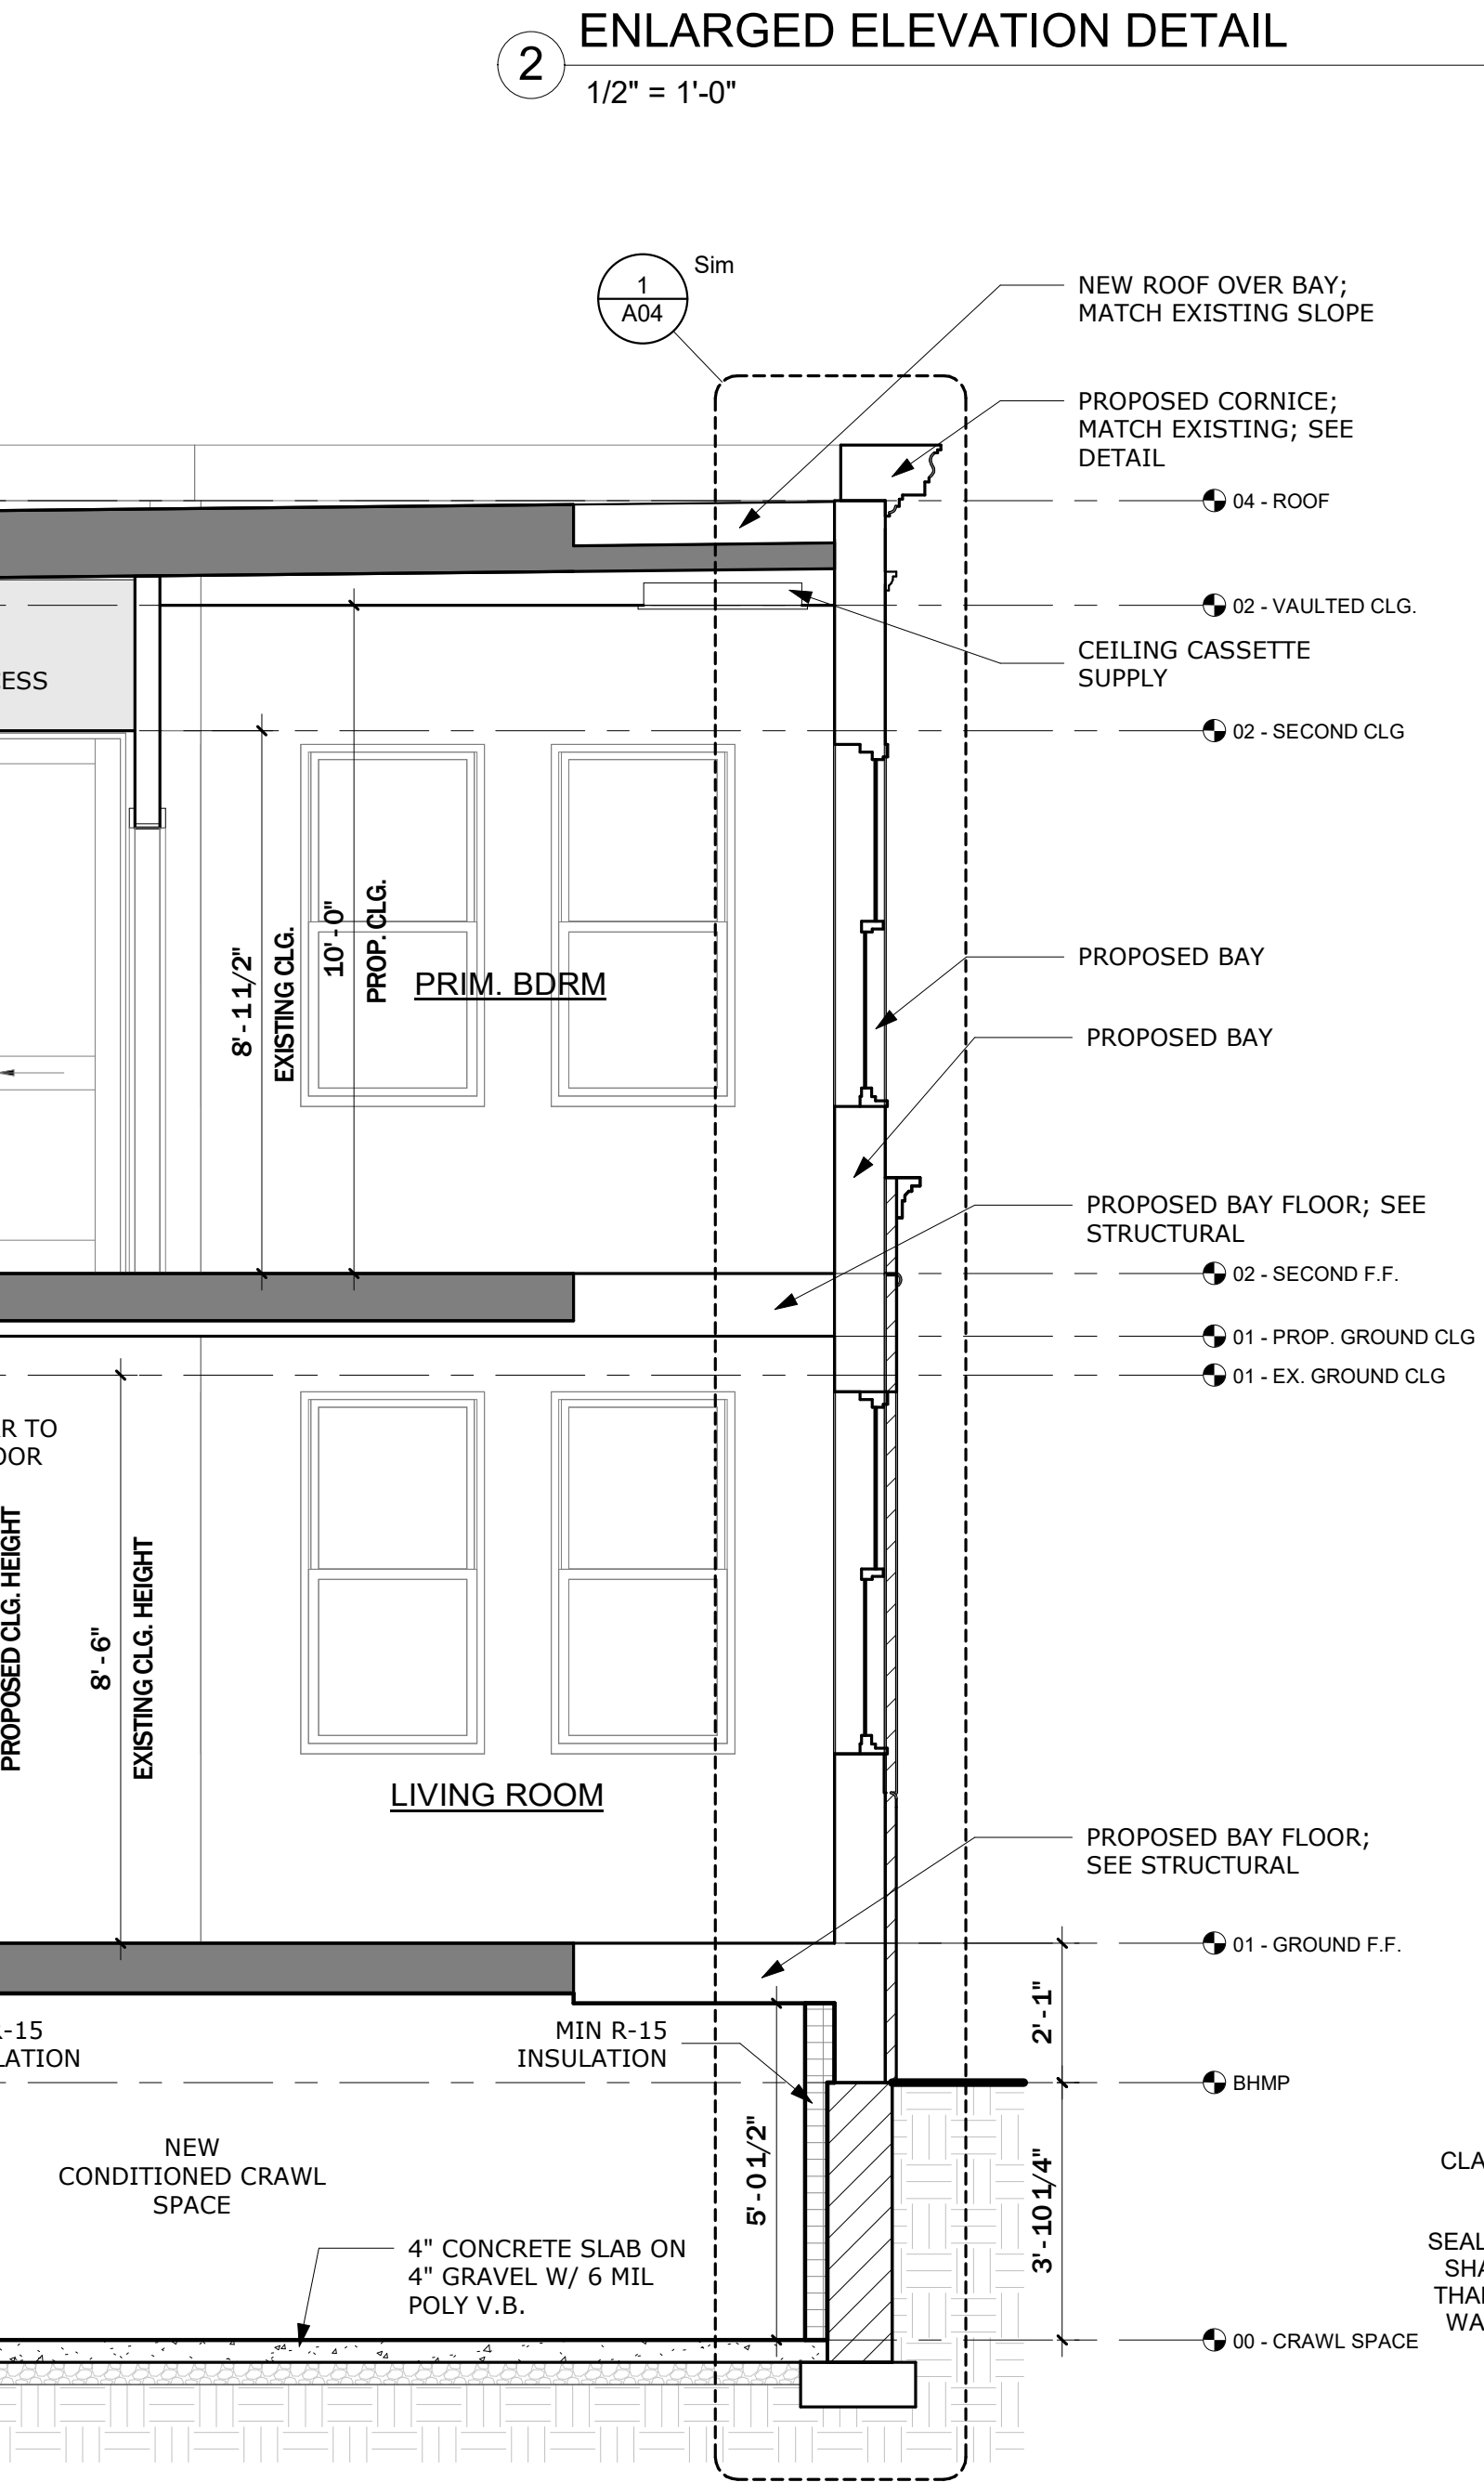 ENLARGED ELEVATION DETAIL
2
1/2" = 1'-0"
Sim
1
A04
NEW ROOF OVER BAY;
MATCH EXISTING SLOPE
PROPOSED CORNICE;
MATCH EXISTING; SEE
DETAIL
04 - ROOF
02 - VAULTED CLG.
CEILING CASSETTE
SUPPLY
ESS
02 - SECOND CLG
8'-1 1/2"
EXISTING CLG.
10'-0"
PROP. CLG.
PRIM. BDRM
PROPOSED BAY
PROPOSED BAY
PROPOSED BAY FLOOR; SEE
STRUCTURAL
02 - SECOND F.F.
01 - PROP. GROUND CLG
01 - EX. GROUND CLG
R TO
OOR
PROPOSED CLG. HEIGHT
8'-6"
EXISTING CLG. HEIGHT
LIVING ROOM
PROPOSED BAY FLOOR;
SEE STRUCTURAL
01 - GROUND F.F.
2'-1"
-15
LATION
MIN R-15
INSULATION
BHMP
NEW
CONDITIONED CRAWL
SPACE
5'-0 1/2"
3'-10 1/4"
4" CONCRETE SLAB ON
4" GRAVEL W/ 6 MIL
POLY V.B.
00 - CRAWL SPACE
CLA
SEAL
SHA
THA
WA